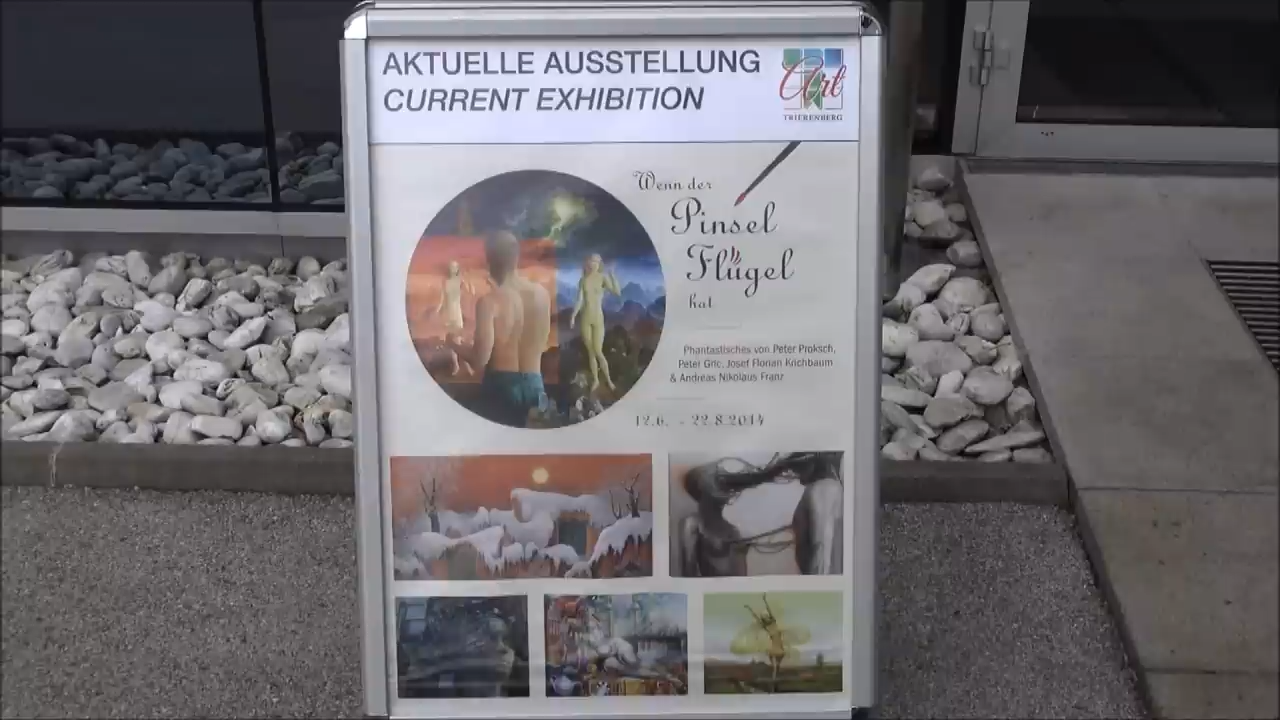 AKTUELLE AUSSTELLUNG
CURRENT EXHIBITION
Art
TRIERENBERG
Wenn der
Pinsel
Flügel
hat
Phantastisches von Peter Proksch,
Peter Gric, Josef Florian Krichbaum
& Andreas Nikolaus Franz
12.6. - 22.8.2014